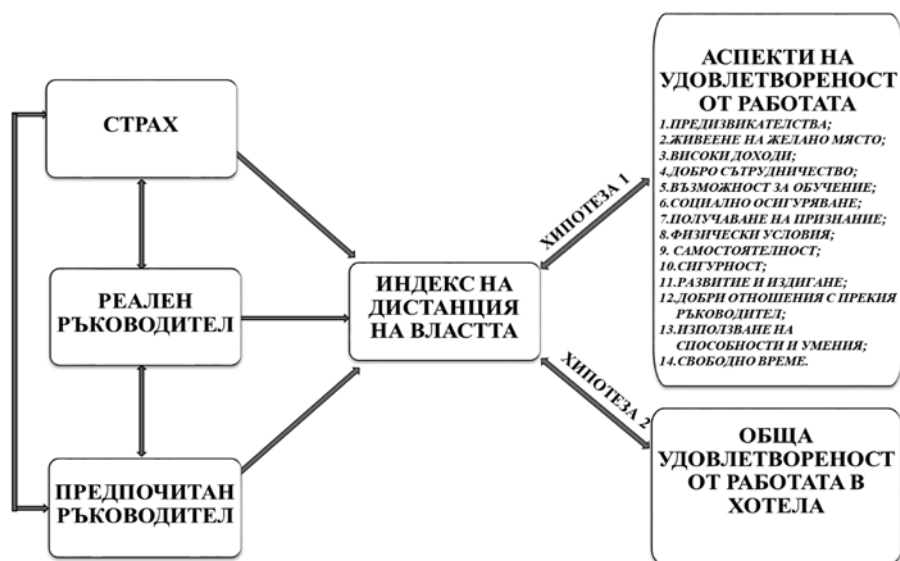 СТРАХ
РЕАЛЕН
РЪКОВОДИТЕЛ
ПРЕДПОЧИТАН
РЪКОВОДИТЕЛ
ИНДЕКС НА
ДИСТАНЦИЯ
НА ВЛАСТТА
ХИПОТЕЗА 1
ХИПОТЕЗА 2
АСПЕКТИ НА
УДОВЛЕТВОРЕНОСТ
ОТ РАБОТАТА
1.ПРЕДИЗВИКАТЕЛСТВА;
2.ЖИВЕЕНЕ НА ЖЕЛАНО МЯСТО;
3.ВИСОКИ ДОХОДИ;
4.ДОБРО СЪТРУДНИЧЕСТВО;
5.ВЪЗМОЖНОСТ ЗА ОБУЧЕНИЕ;
6.СОЦИАЛНО ОСИГУРЯВАНЕ;
7.ПОЛУЧАВАНЕ НА ПРИЗНАНИЕ;
8.ФИЗИЧЕСКИ УСЛОВИЯ;
9. САМОСТОЯТЕЛНОСТ;
10.СИГУРНОСТ;
11.РАЗВИТИЕ И ИЗДИГАНЕ;
12.ДОБРИ ОТНОШЕНИЯ С ПРЕКИЯ
РЪКОВОДИТЕЛ;
13.ИЗПОЛЗВАНЕ НА
СПОСОБНОСТИ И УМЕНИЯ;
14.СВОБОДНО ВРЕМЕ.
ОБЩА
УДОВЛЕТВОРЕНОСТ
ОТ РАБОТАТА В
ХОТЕЛА